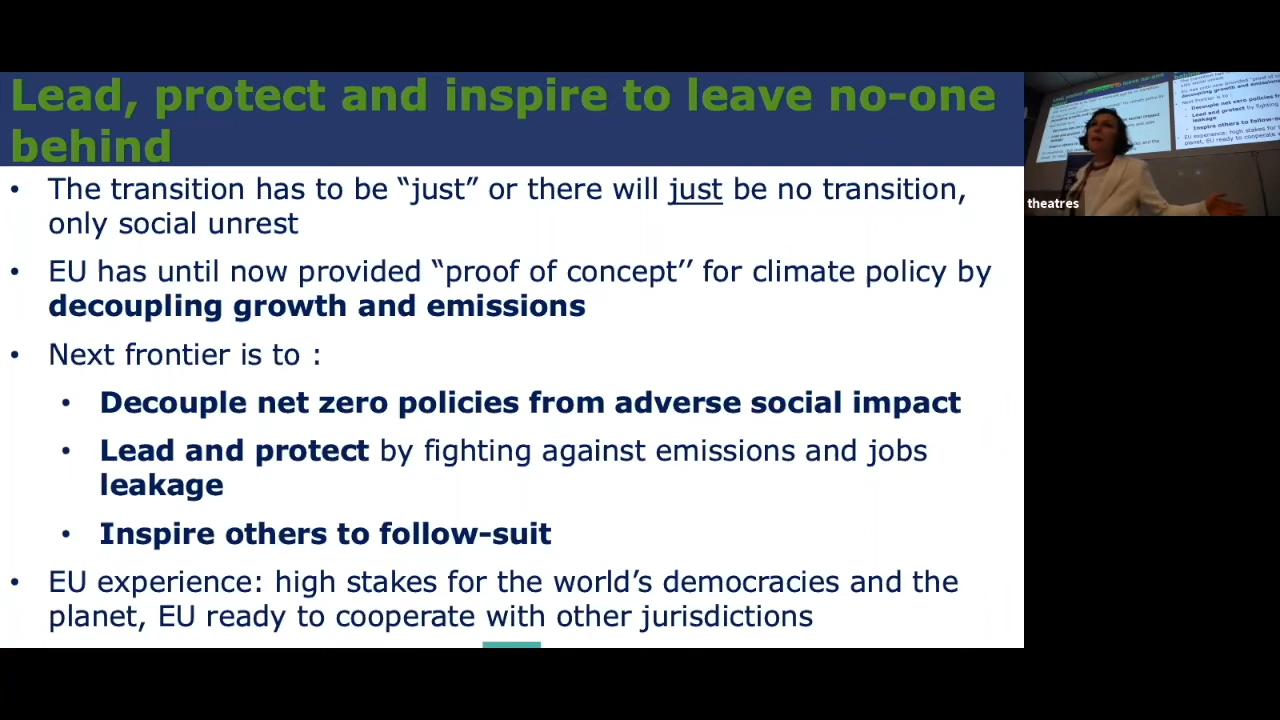 Lead, protect and inspire to leave no-one
behind
• The transition has to be “just” or there will just be no transition,
only social unrest
• EU has until now provided “proof of concept’’ for climate policy by
decoupling growth and emissions
• Next frontier is to :
• Decouple net zero policies from adverse social impact
• Lead and protect by fighting against emissions and jobs
leakage
• Inspire others to follow-suit
• EU experience: high stakes for the world’s democracies and the
planet, EU ready to cooperate with other jurisdictions
theatres